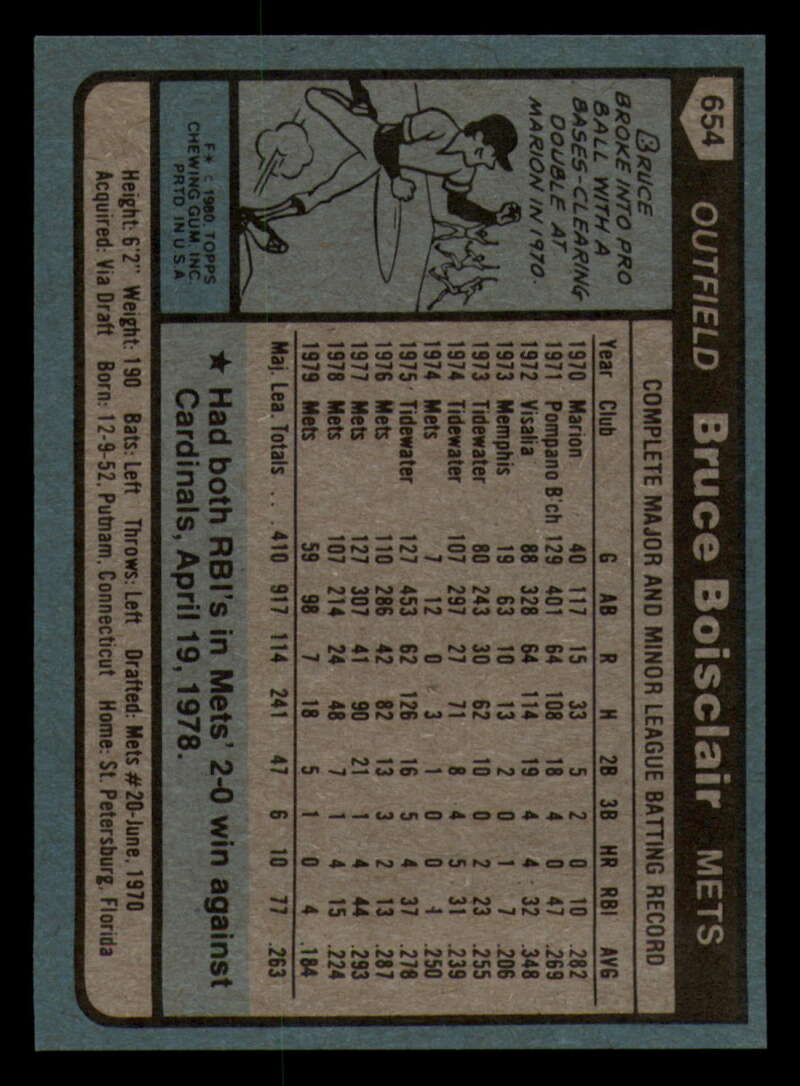 654
OUTFIELD Bruce Boisclair METS
BRUCE
BROKE INTO PRO
BALL WITH A
BASES-CLEARING
DOUBLE AT
MARION IN 1970.
F★ © 1980 TOPPS
CHEWING GUM, INC.
PRTD. IN U.S.A.
COMPLETE MAJOR AND MINOR LEAGUE BATTING RECORD
Year Club G AB R H 2B 3B HR RBI AVG
1970 Marion 40 117 15 33 5 2 0 10 .282
1971 Pompano B'ch 129 401 64 108 18 4 0 47 .269
1972 Visalia 88 328 64 114 19 4 4 32 .348
1973 Memphis 19 63 10 13 2 0 1 7 .206
1973 Tidewater 80 243 30 62 10 0 2 23 .255
1974 Tidewater 107 297 27 71 8 4 5 31 .239
1974 Mets 7 12 0 3 1 0 0 1 .250
1975 Tidewater 127 453 62 126 16 5 4 37 .278
1976 Mets 110 286 42 82 13 3 2 13 .287
1977 Mets 127 307 41 90 21 1 4 44 .293
1978 Mets 107 214 24 48 7 1 4 15 .224
1979 Mets 59 98 7 18 5 1 0 4 .184
Maj. Lea. Totals . . . 410 917 114 241 47 6 10 77 .263
★ Had both RBI's in Mets' 2-0 win against
Cardinals, April 19, 1978.
Height: 6'2" Weight: 190 Bats: Left Throws: Left Drafted: Mets #20-June, 1970
Acquired: Via Draft Born: 12-9-52, Putnam, Connecticut Home: St. Petersburg, Florida